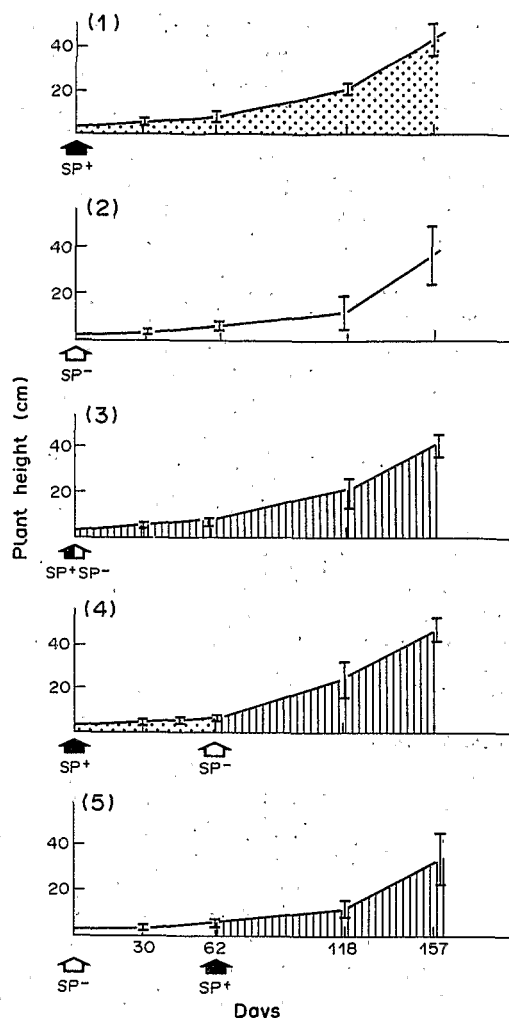 (1)
40
20
SP+
(2)
40
20
SP-
Plant height (cm)
(3)
40
20
SP+SP-
(4)
40
20
SP+
SP-
(5)
40
20
30 62 118 157
SP-
SP+
Days